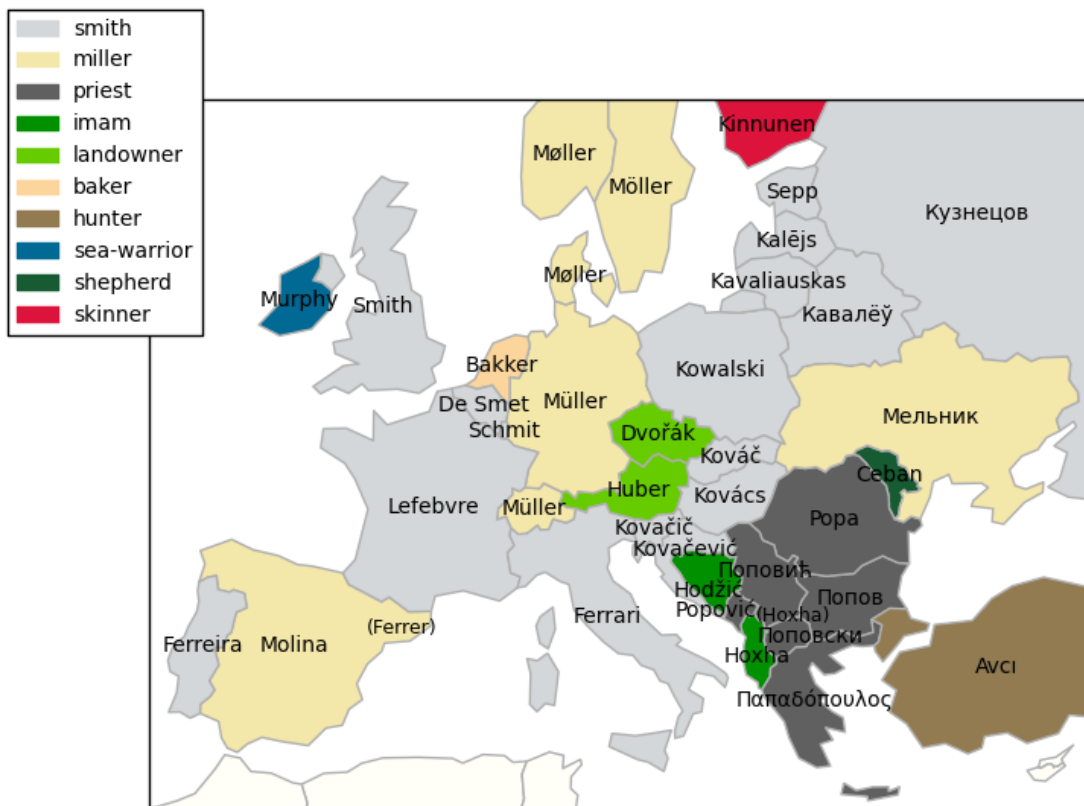 smith
miller
priest
imam
landowner
baker
hunter
sea-warrior
shepherd
skinner
Kinnunen
Møller
Möller
Sepp
Кузнецов
Kalējs
Møller
Kavaliauskas
Murphy
Smith
Кавалёў
Bakker
Kowalski
De Smet
Müller
Мельник
Schmit
Dvořák
Kováč
Ceban
Huber
Kovács
Lefebvre
Müller
Popa
Kovačič
Kovačević
Поповић
Hodžić
Попов
Popović
(Hoxha)
Ferrari
(Ferrer)
Поповски
Ferreira
Molina
Hoxha
Avcı
Παπαδόπουλος